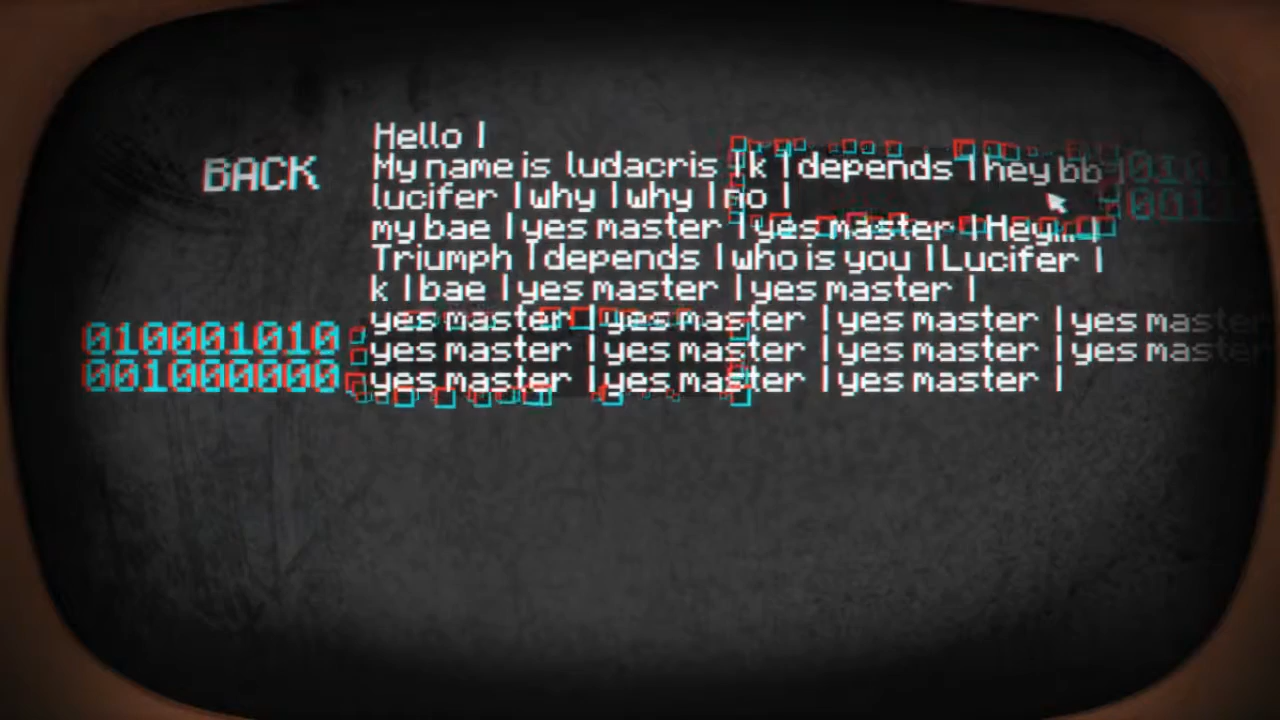 Hello |
BACK
My name is ludacris | k | depends | hey bb |
lucifer | why | why | no |
my bae | yes master | yes master | Hey... |
Triumph | depends | who is you | Lucifer |
k | bae | yes master | yes master |
yes master | yes master | yes master | yes master
010001010
yes master | yes master | yes master | yes master
001000000
yes master | yes master | yes master |